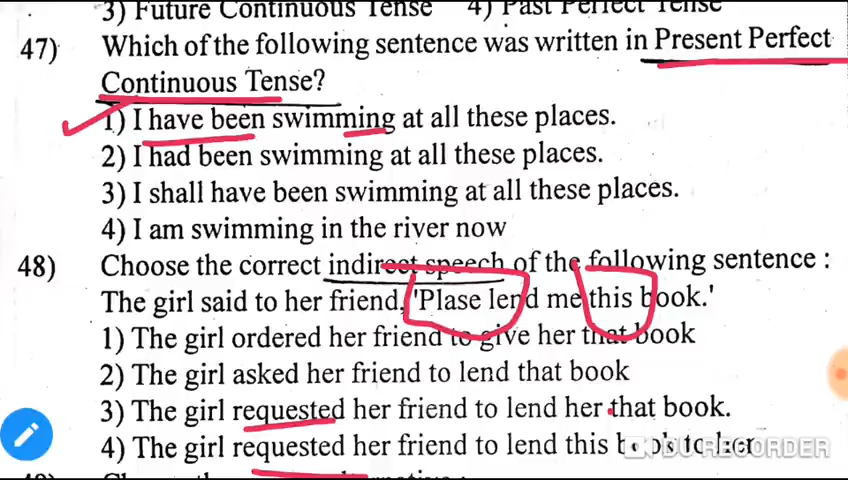 3) Future Continuous Tense 4) Past Perfect Tense
47) Which of the following sentence was written in Present Perfect
Continuous Tense?
1) I have been swimming at all these places.
2) I had been swimming at all these places.
3) I shall have been swimming at all these places.
4) I am swimming in the river now
48) Choose the correct indirect speech of the following sentence :
The girl said to her friend, 'Plase lend me this book.'
1) The girl ordered her friend to give her that book
2) The girl asked her friend to lend that book
3) The girl requested her friend to lend her that book.
4) The girl requested her friend to lend this book to her
DU RECORDER